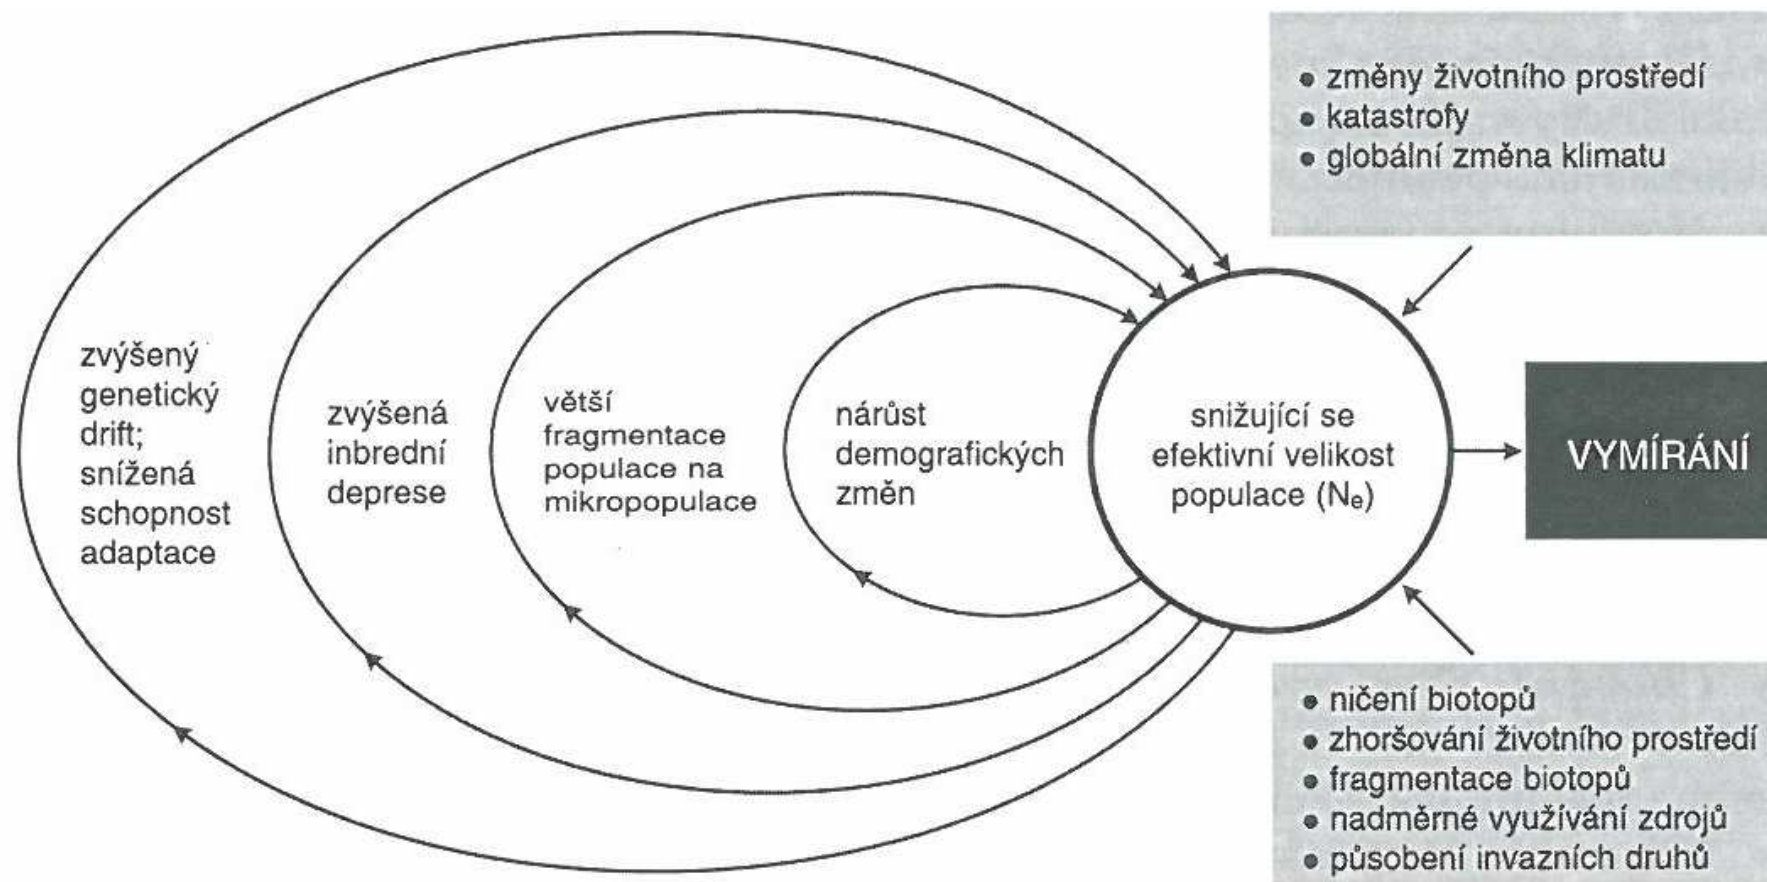 • změny životního prostředí
• katastrofy
• globální změna klimatu
zvýšený
genetický
drift;
snížená
schopnost
adaptace
zvýšená
inbrední
deprese
větší
fragmentace
populace na
mikropopulace
nárůst
demografických
změn
snižující se
efektivní velikost
populace (Ne)
VYMÍRÁNÍ
• ničení biotopů
• zhoršování životního prostředí
• fragmentace biotopů
• nadměrné využívání zdrojů
• působení invazních druhů